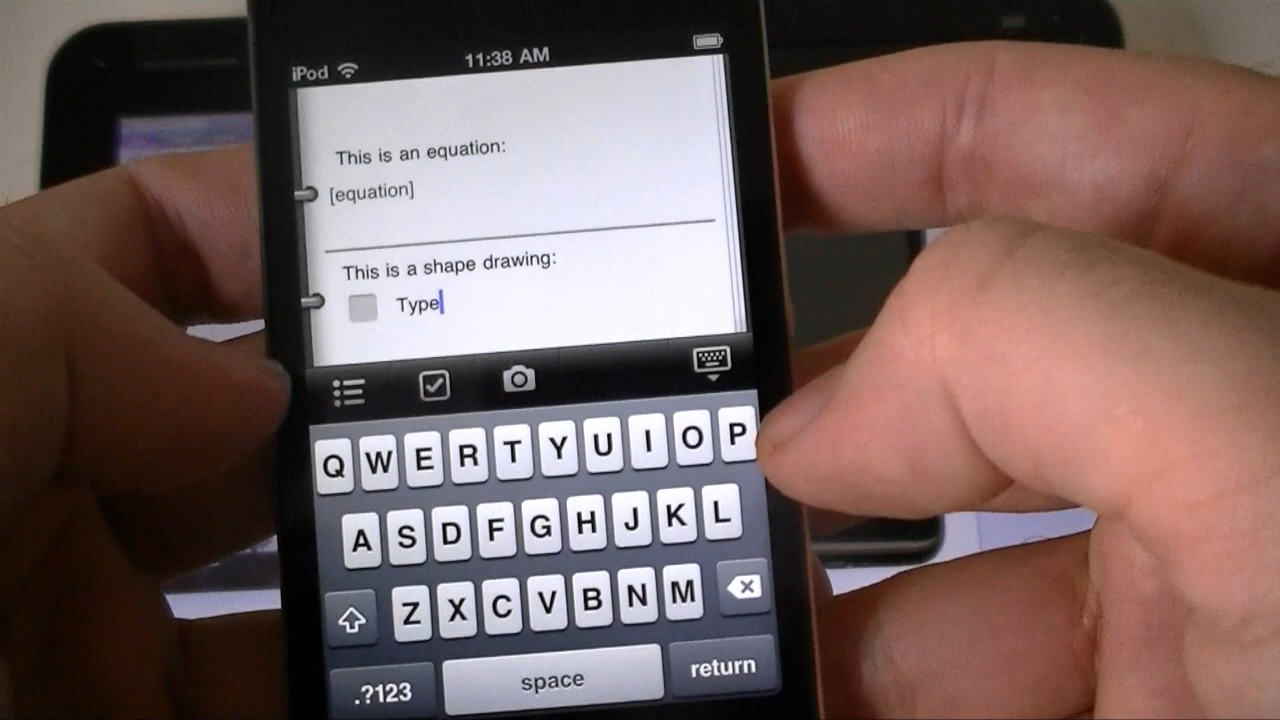 iPod 11:38 AM
This is an equation:
[equation]
This is a shape drawing:
Type
Q W E R T Y U I O P
A S D F G H J K L
Z X C V B N M
.?123 space return